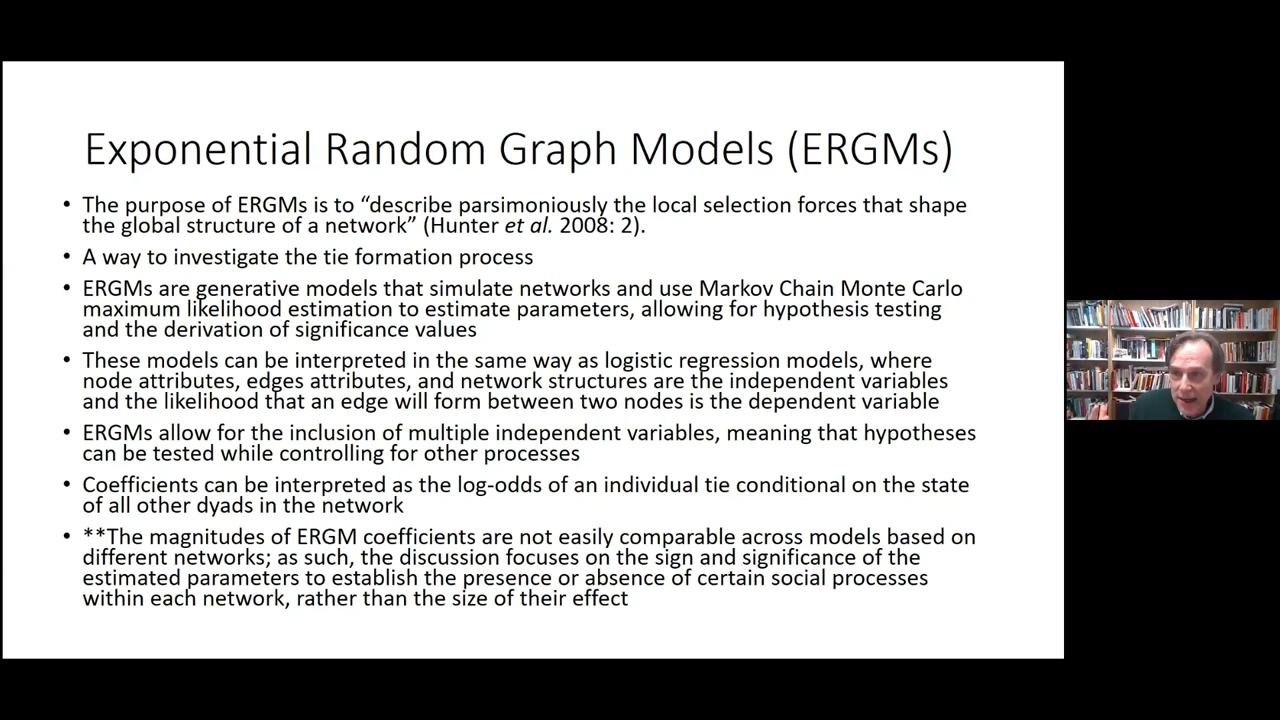 Exponential Random Graph Models (ERGMs)
• The purpose of ERGMs is to “describe parsimoniously the local selection forces that shape
the global structure of a network” (Hunter et al. 2008: 2).
• A way to investigate the tie formation process
• ERGMs are generative models that simulate networks and use Markov Chain Monte Carlo
maximum likelihood estimation to estimate parameters, allowing for hypothesis testing
and the derivation of significance values
• These models can be interpreted in the same way as logistic regression models, where
node attributes, edges attributes, and network structures are the independent variables
and the likelihood that an edge will form between two nodes is the dependent variable
• ERGMs allow for the inclusion of multiple independent variables, meaning that hypotheses
can be tested while controlling for other processes
• Coefficients can be interpreted as the log-odds of an individual tie conditional on the state
of all other dyads in the network
• **The magnitudes of ERGM coefficients are not easily comparable across models based on
different networks; as such, the discussion focuses on the sign and significance of the
estimated parameters to establish the presence or absence of certain social processes
within each network, rather than the size of their effect